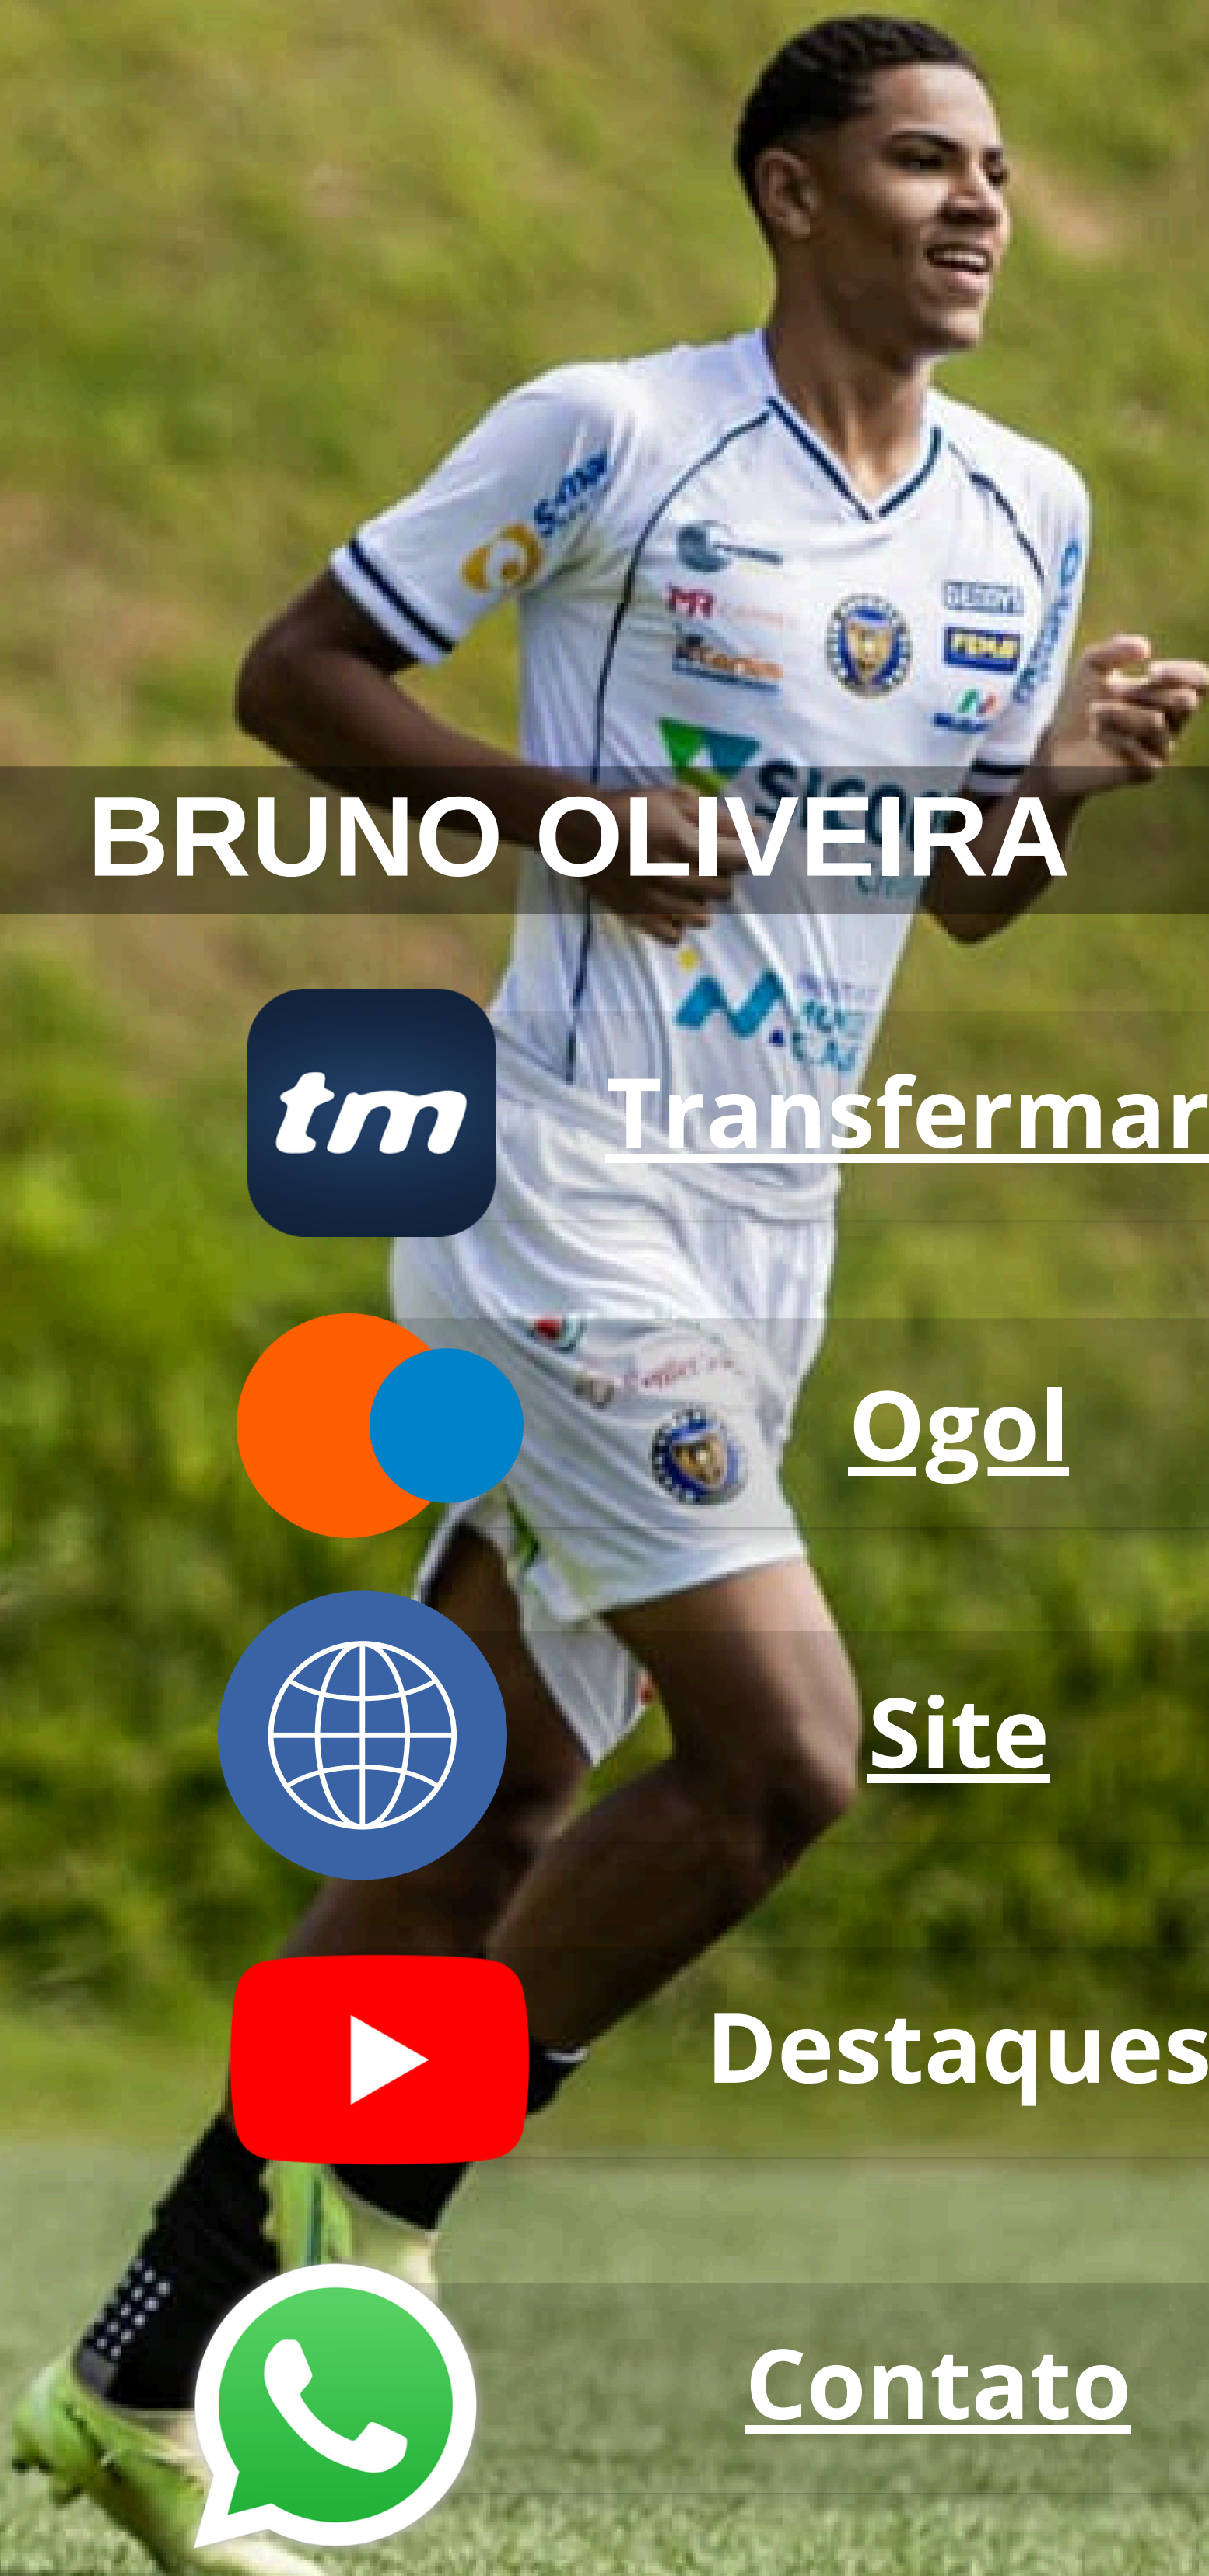 BRUNO OLIVEIRA
tm
Transfermar
Ogol
Site
Destaques
Contato